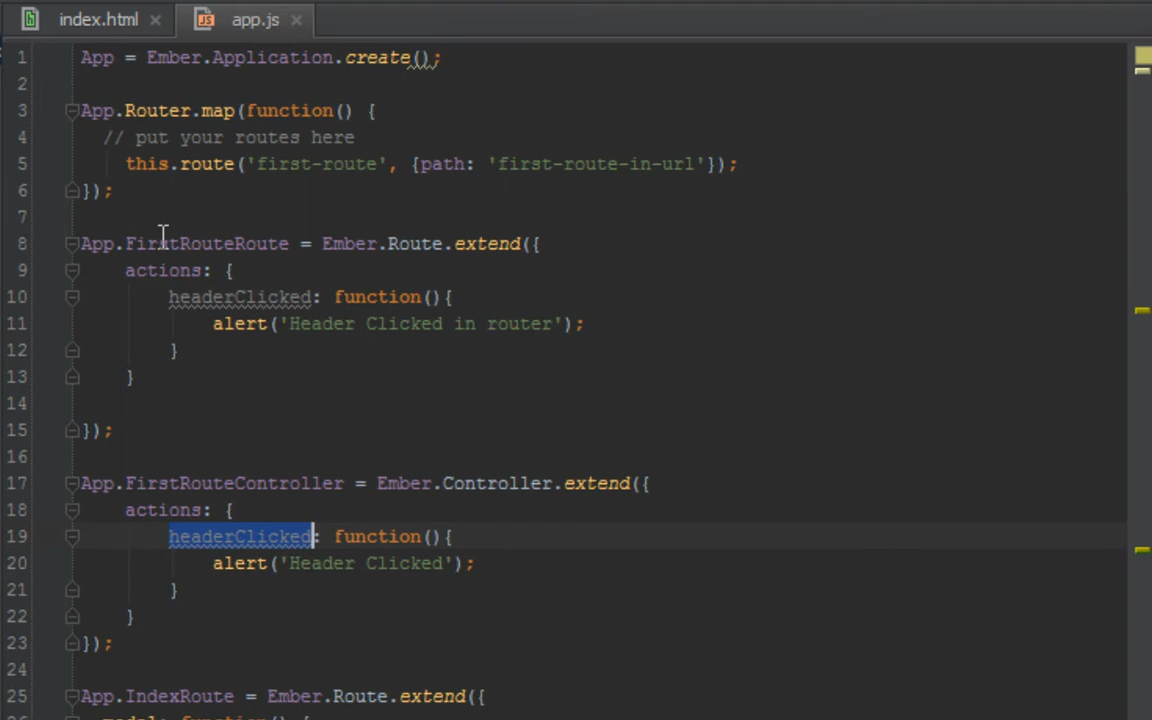 index.html app.js
1 App = Ember.Application.create();
2
3 App.Router.map(function() {
4 // put your routes here
5 this.route('first-route', {path: 'first-route-in-url'});
6 });
7
8 App.FirstRouteRoute = Ember.Route.extend({
9 actions: {
10 headerClicked: function(){
11 alert('Header Clicked in router');
12 }
13 }
14
15 });
16
17 App.FirstRouteController = Ember.Controller.extend({
18 actions: {
19 headerClicked: function(){
20 alert('Header Clicked');
21 }
22 }
23 });
24
25 App.IndexRoute = Ember.Route.extend({